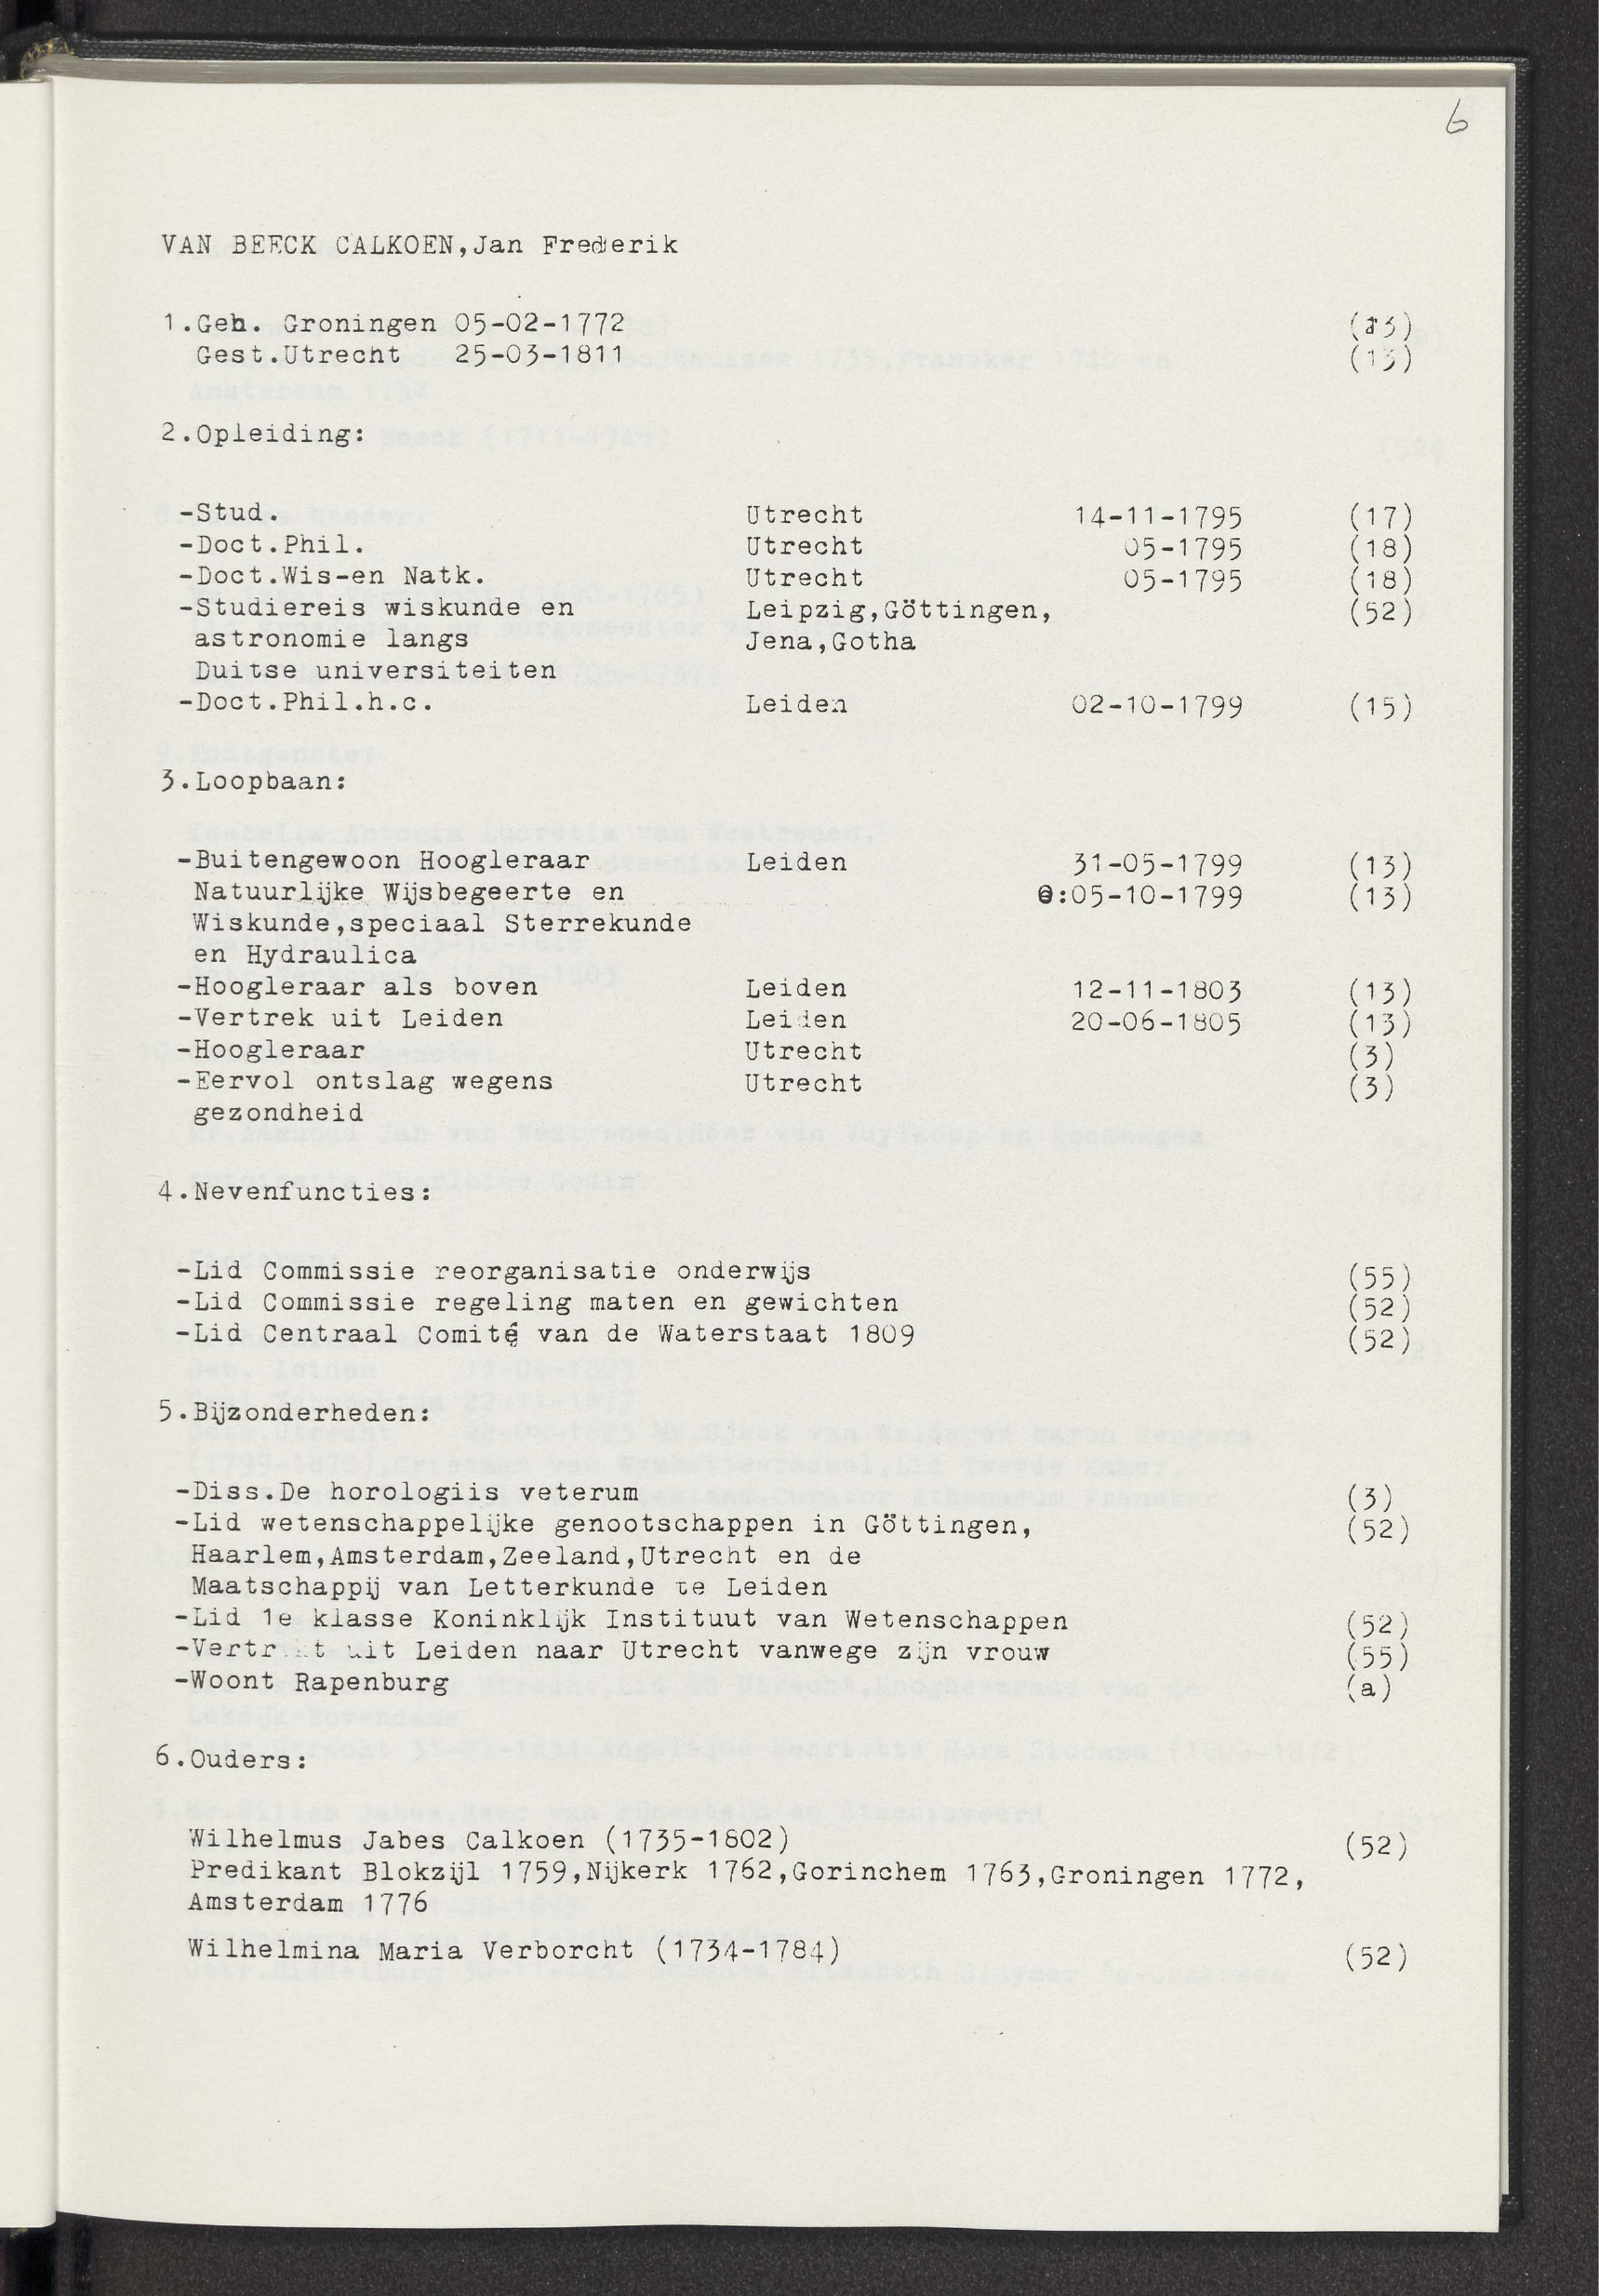 6
VAN BEECK CALKOEN,Jan Frederik
1.Geb. Groningen 05-02-1772 (13)
Gest.Utrecht 25-03-1811 (13)
2.Opleiding:
-Stud. Utrecht 14-11-1795 (17)
-Doct.Phil. Utrecht 05-1795 (18)
-Doct.Wis-en Natk. Utrecht 05-1795 (18)
-Studiereis wiskunde en Leipzig,Göttingen, (52)
astronomie langs Jena,Gotha
Duitse universiteiten
-Doct.Phil.h.c. Leiden 02-10-1799 (15)
3.Loopbaan:
-Buitengewoon Hoogleraar Leiden 31-05-1799 (13)
Natuurlijke Wijsbegeerte en O:05-10-1799 (13)
Wiskunde,speciaal Sterrekunde
en Hydraulica
-Hoogleraar als boven Leiden 12-11-1803 (13)
-Vertrek uit Leiden Leiden 20-06-1805 (13)
-Hoogleraar Utrecht (3)
-Eervol ontslag wegens Utrecht (3)
gezondheid
4.Nevenfuncties:
-Lid Commissie reorganisatie onderwijs (55)
-Lid Commissie regeling maten en gewichten (52)
-Lid Centraal Comité van de Waterstaat 1809 (52)
5.Bijzonderheden:
-Diss.De horologiis veterum (3)
-Lid wetenschappelijke genootschappen in Göttingen, (52)
Haarlem,Amsterdam,Zeeland,Utrecht en de
Maatschappij van Letterkunde te Leiden
-Lid 1e klasse Koninklijk Instituut van Wetenschappen (52)
-Vertrekt uit Leiden naar Utrecht vanwege zijn vrouw (55)
-Woont Rapenburg (a)
6.Ouders:
Wilhelmus Jabes Calkoen (1735-1802) (52)
Predikant Blokzijl 1759,Nijkerk 1762,Gorinchem 1763,Groningen 1772,
Amsterdam 1776
Wilhelmina Maria Verborcht (1734-1784) (52)